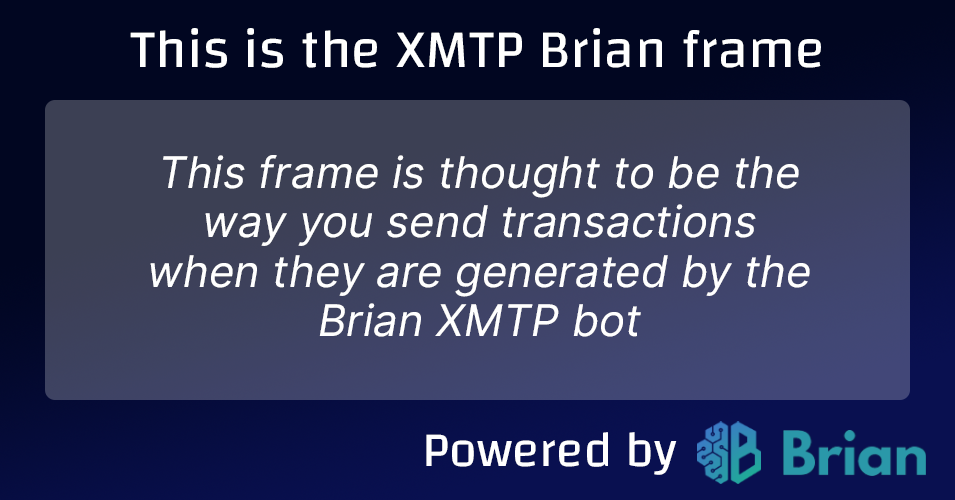 This is the XMTP Brian frame
This frame is thought to be the
way you send transactions
when they are generated by the
Brian XMTP bot
Powered by Brian